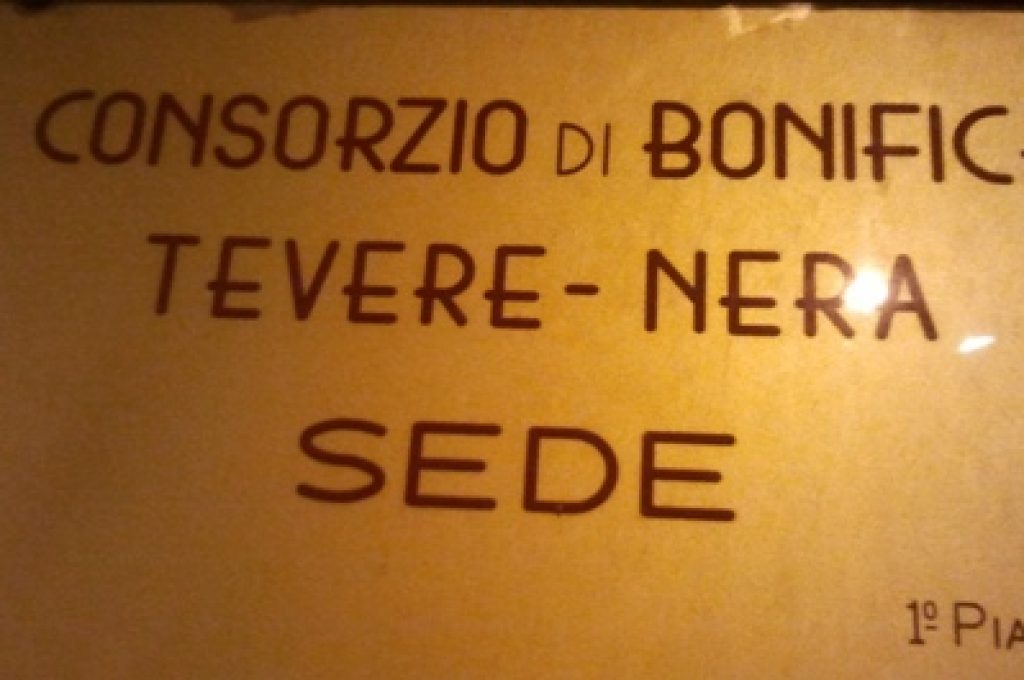 CONSORZIO DI BONIFIC
TEVERE - NERA
SEDE
1º PIA